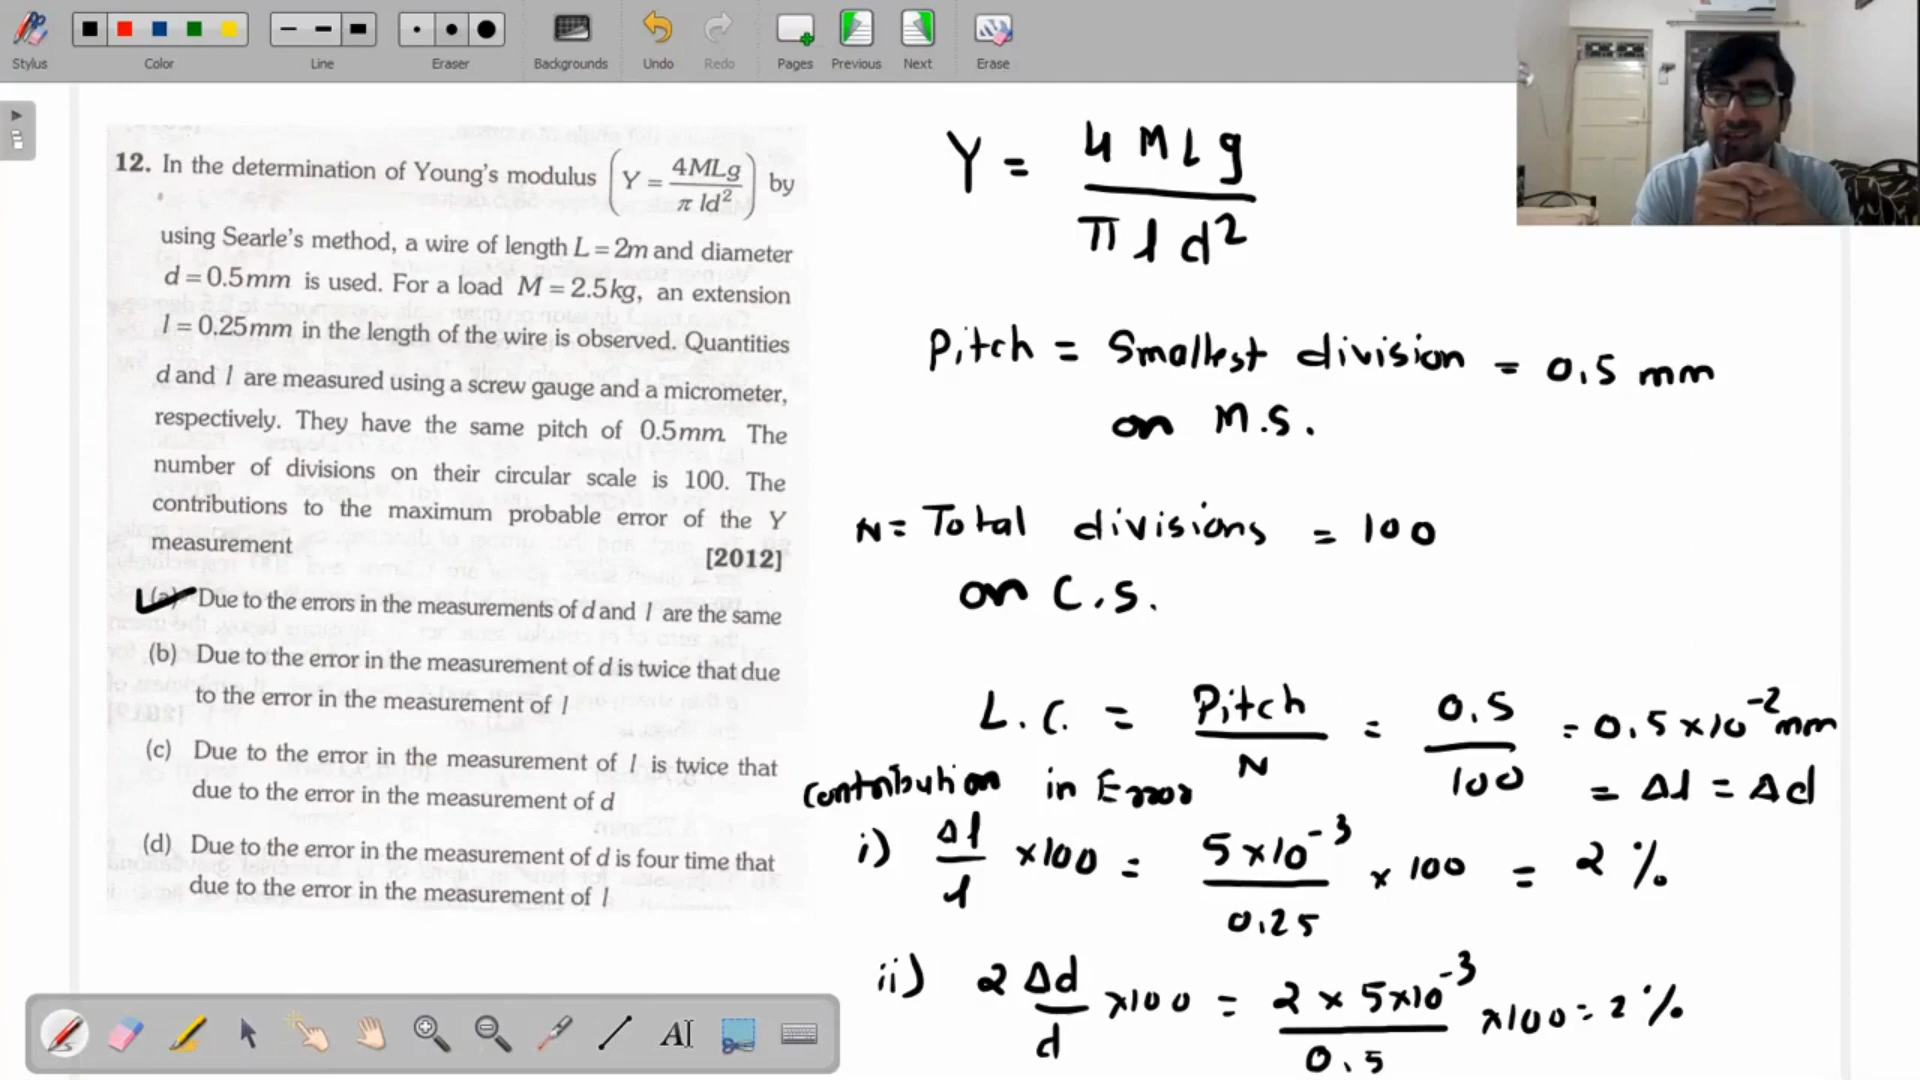 Stylus
Color
Line
Eraser
Backgrounds
Undo
Redo
Pages
Previous
Next
Erase
12. In the determination of Young's modulus (Y = 4MLg / π ld²) by
using Searle's method, a wire of length L = 2m and diameter
d = 0.5mm is used. For a load M = 2.5kg, an extension
l = 0.25mm in the length of the wire is observed. Quantities
d and l are measured using a screw gauge and a micrometer,
respectively. They have the same pitch of 0.5mm. The
number of divisions on their circular scale is 100. The
contributions to the maximum probable error of the Y
measurement [2012]
(a) Due to the errors in the measurements of d and l are the same
(b) Due to the error in the measurement of d is twice that due
to the error in the measurement of l
(c) Due to the error in the measurement of l is twice that
due to the error in the measurement of d
(d) Due to the error in the measurement of d is four time that
due to the error in the measurement of l
Y = 4MLg / π l d²
Pitch = Smallest division = 0.5 mm
on M.S.
N = Total divisions = 100
on C.S.
L.C. = Pitch / N = 0.5 / 100 = 0.5 × 10⁻² mm
= Δl = Δd
Contribution in Error
i) Δl / l × 100 = 5 × 10⁻³ / 0.25 × 100 = 2 %
ii) 2 Δd / d × 100 = 2 × 5 × 10⁻³ / 0.5 × 100 = 2 %
AI